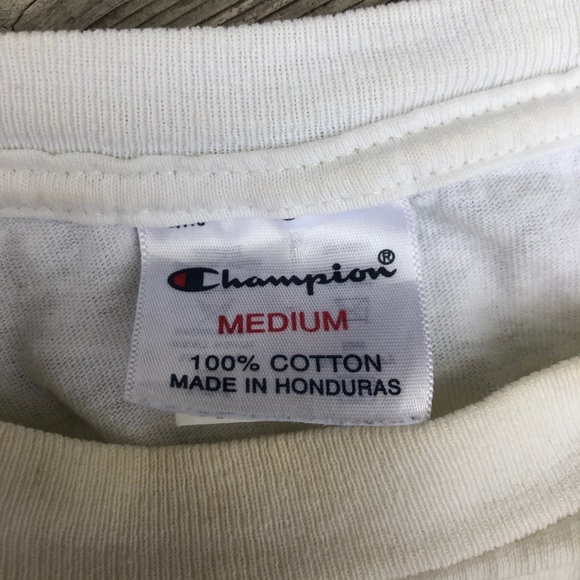 Champion®
MEDIUM
100% COTTON
MADE IN HONDURAS